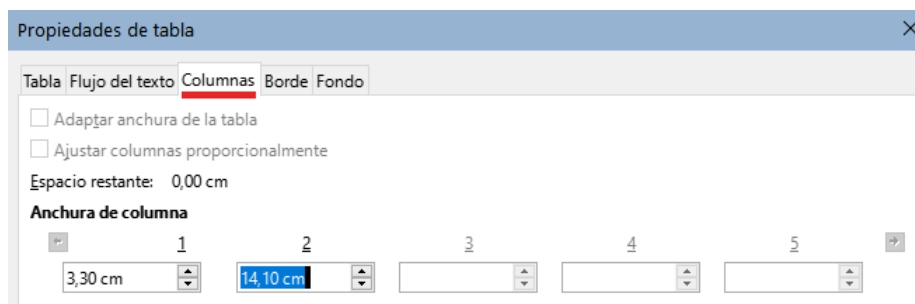 Propiedades de tabla
Tabla Flujo del texto Columnas Borde Fondo
Adaptar anchura de la tabla
Ajustar columnas proporcionalmente
Espacio restante: 0,00 cm
Anchura de columna
1 2 3 4 5
3,30 cm 14,10 cm